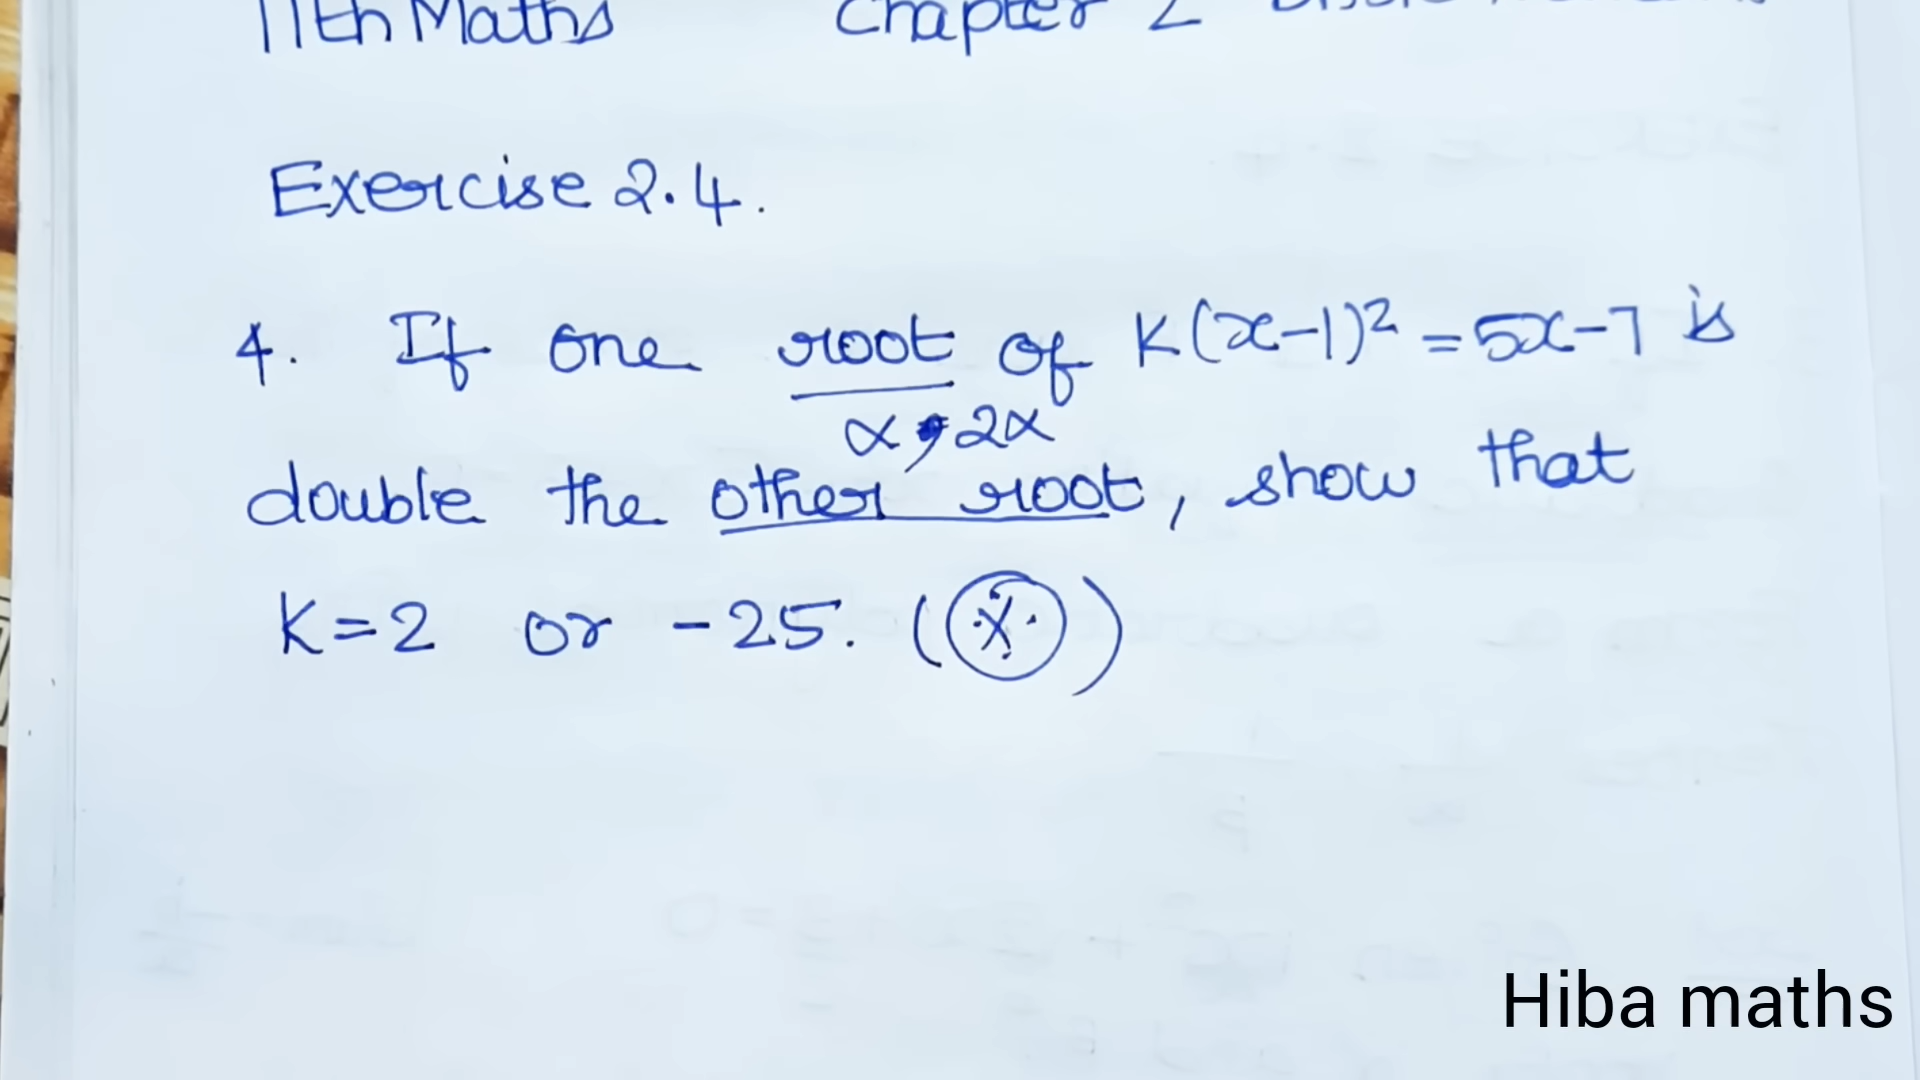 11th Maths Chapter 2
Exercise 2.4.
4. If one root of K(x-1)² = 5x-7 is
α, 2α
double the other root, show that
K=2 or -25. (X)
Hiba maths